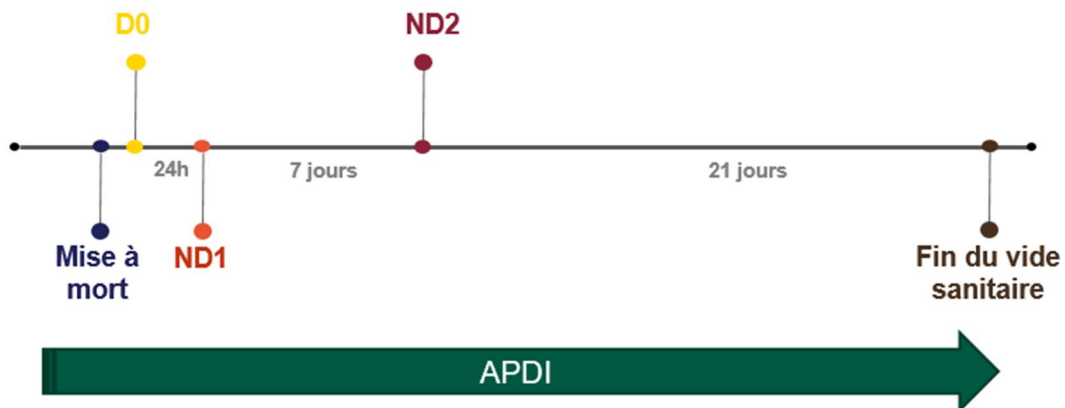 D0
ND2
24h
7 jours
21 jours
Mise à
mort
ND1
Fin du vide
sanitaire
APDI